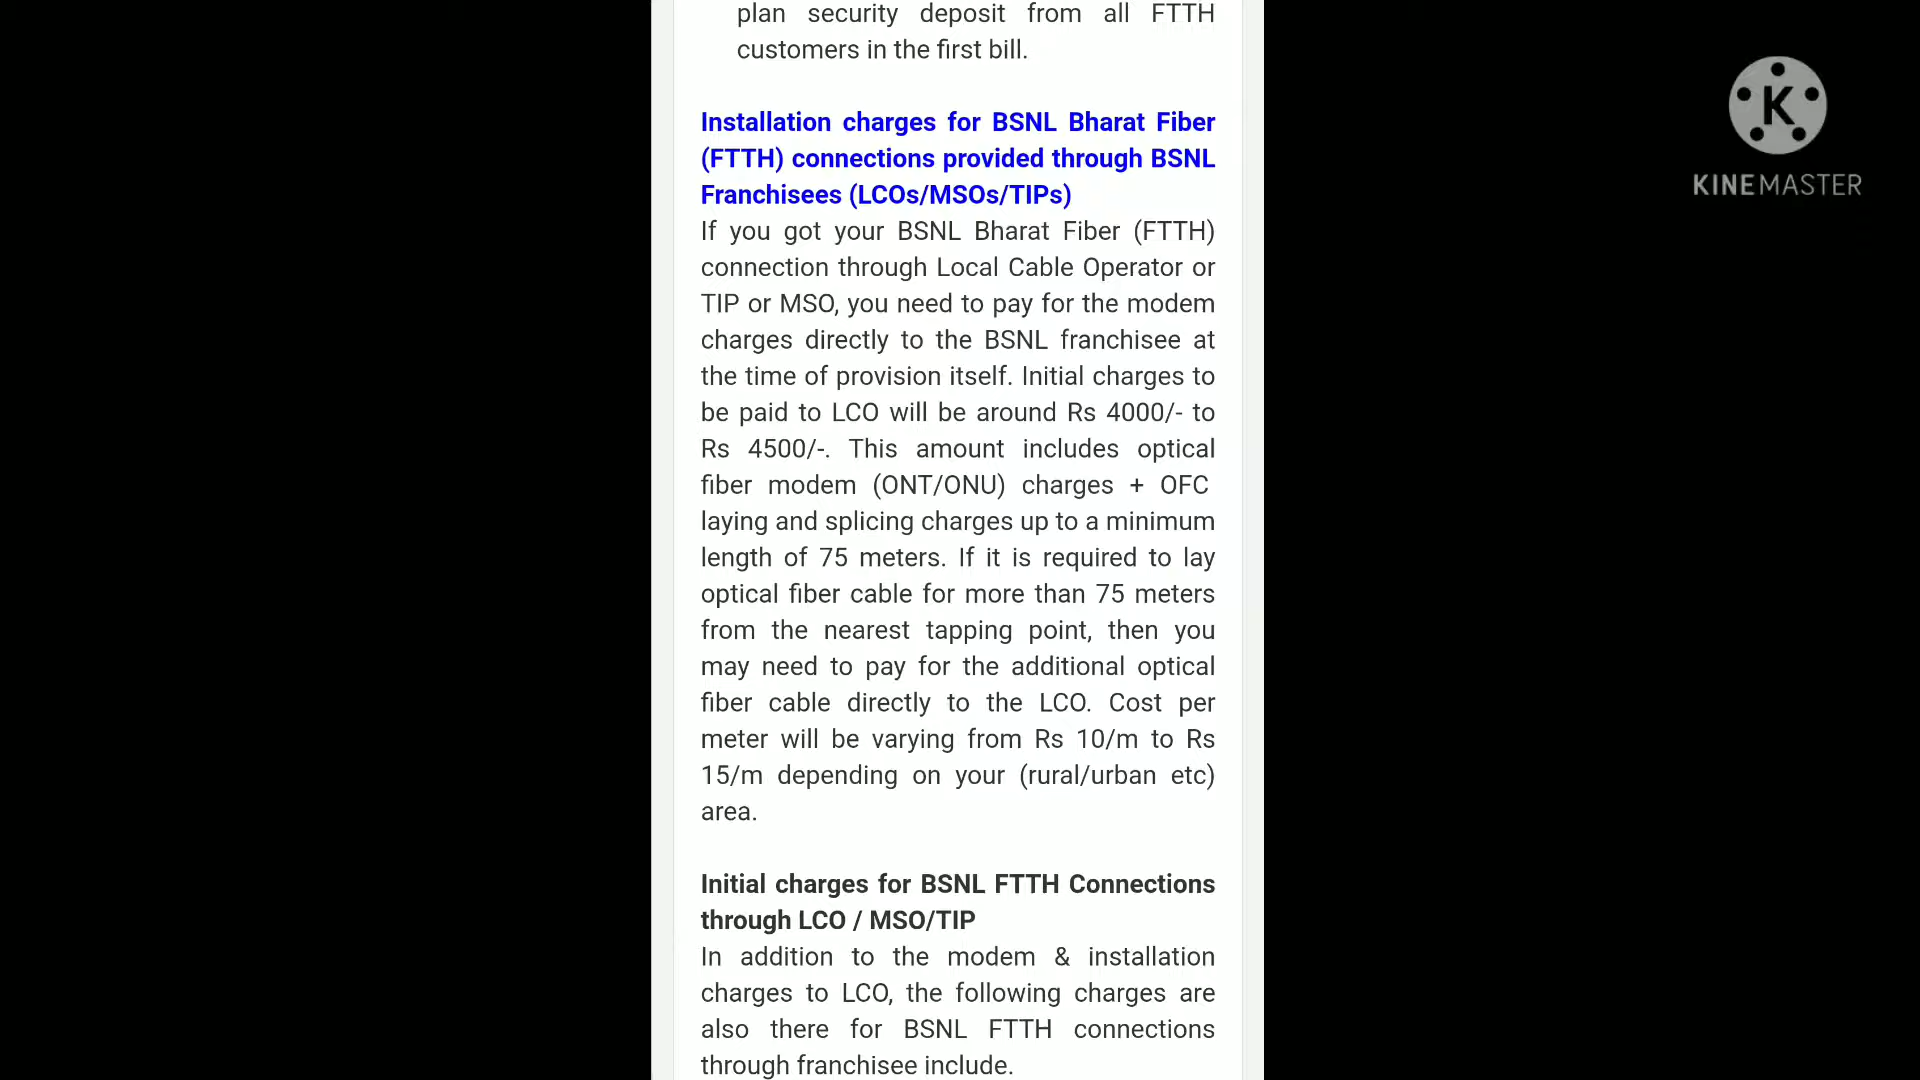 plan security deposit from all FTTH
customers in the first bill.
Installation charges for BSNL Bharat Fiber
(FTTH) connections provided through BSNL
Franchisees (LCOs/MSOs/TIPs)
If you got your BSNL Bharat Fiber (FTTH)
connection through Local Cable Operator or
TIP or MSO, you need to pay for the modem
charges directly to the BSNL franchisee at
the time of provision itself. Initial charges to
be paid to LCO will be around Rs 4000/- to
Rs 4500/-. This amount includes optical
fiber modem (ONT/ONU) charges + OFC
laying and splicing charges up to a minimum
length of 75 meters. If it is required to lay
optical fiber cable for more than 75 meters
from the nearest tapping point, then you
may need to pay for the additional optical
fiber cable directly to the LCO. Cost per
meter will be varying from Rs 10/m to Rs
15/m depending on your (rural/urban etc)
area.
Initial charges for BSNL FTTH Connections
through LCO / MSO/TIP
In addition to the modem & installation
charges to LCO, the following charges are
also there for BSNL FTTH connections
through franchisee include.
K
KINEMASTER